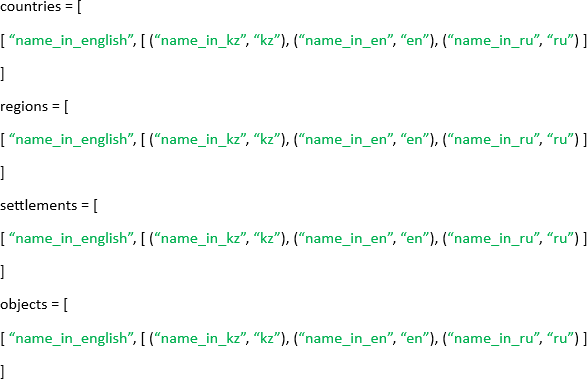 countries = [
[ “name_in_english”, [ (“name_in_kz”, “kz”), (“name_in_en”, “en”), (“name_in_ru”, “ru”) ]
]
regions = [
[ “name_in_english”, [ (“name_in_kz”, “kz”), (“name_in_en”, “en”), (“name_in_ru”, “ru”) ]
]
settlements = [
[ “name_in_english”, [ (“name_in_kz”, “kz”), (“name_in_en”, “en”), (“name_in_ru”, “ru”) ]
]
objects = [
[ “name_in_english”, [ (“name_in_kz”, “kz”), (“name_in_en”, “en”), (“name_in_ru”, “ru”) ]
]